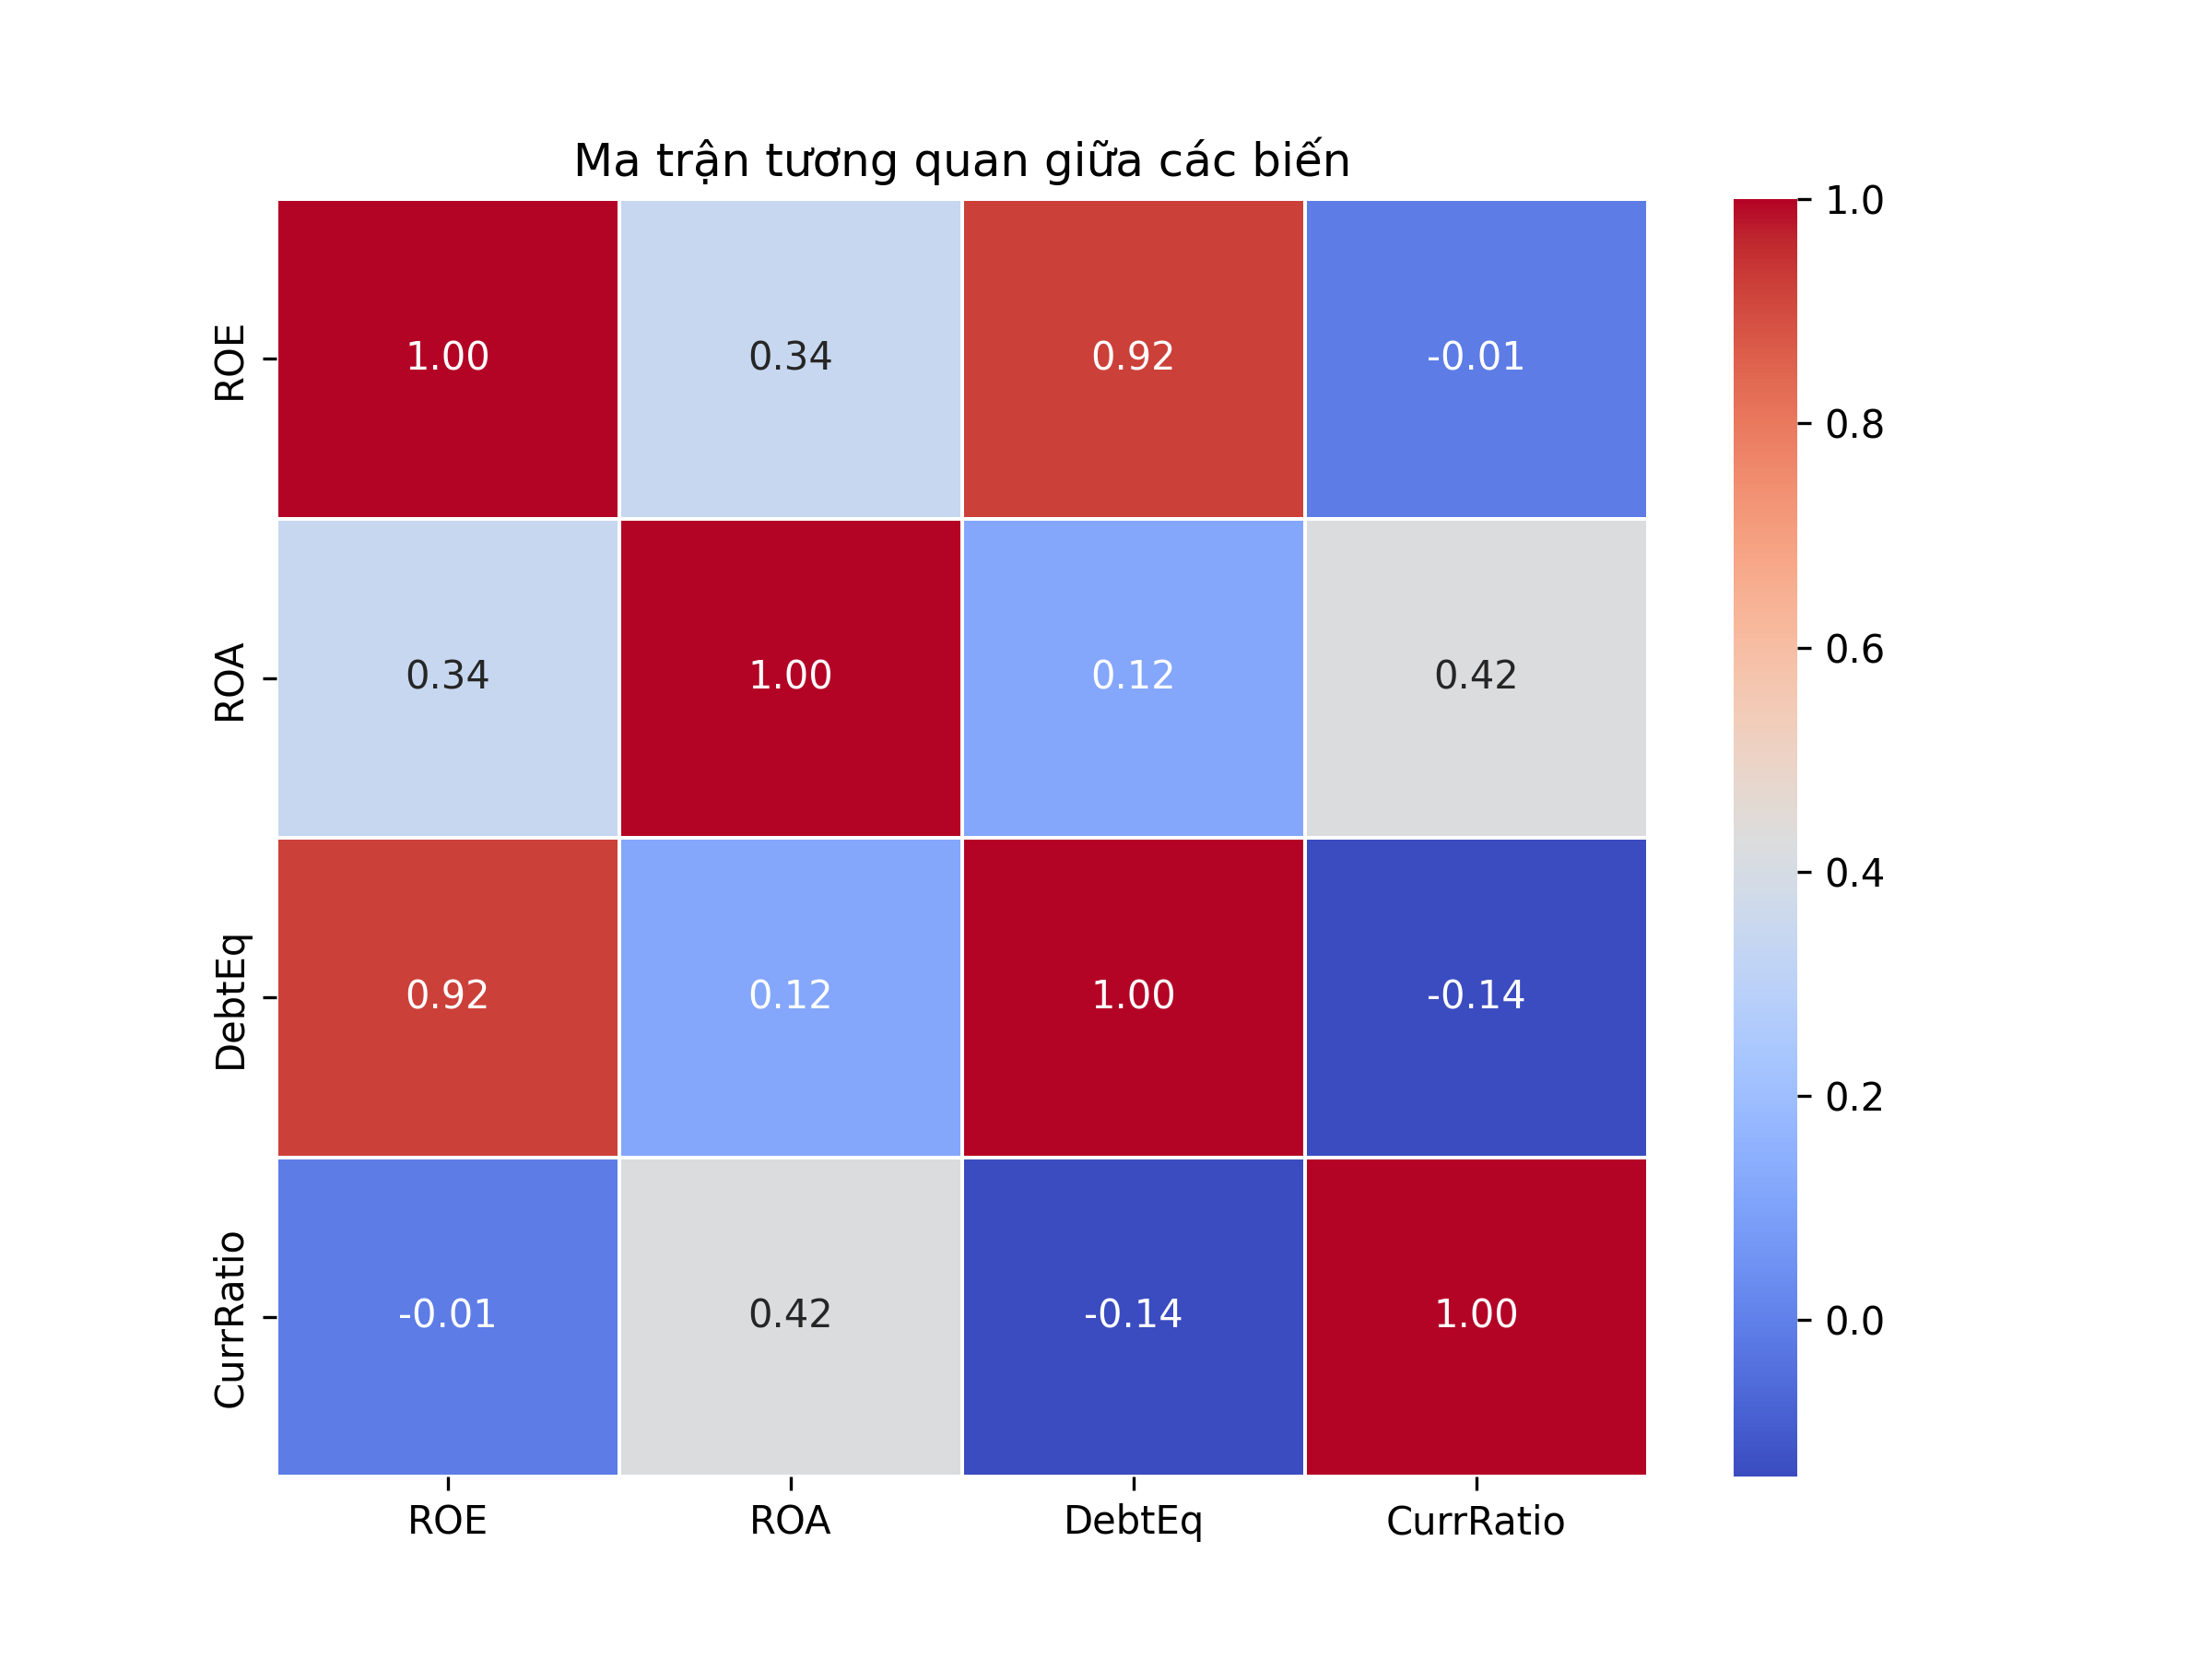 Ma trận tương quan giữa các biến
ROE 1.00 0.34 0.92 -0.01
ROA 0.34 1.00 0.12 0.42
DebtEq 0.92 0.12 1.00 -0.14
CurrRatio -0.01 0.42 -0.14 1.00
ROE ROA DebtEq CurrRatio
1.0
0.8
0.6
0.4
0.2
0.0